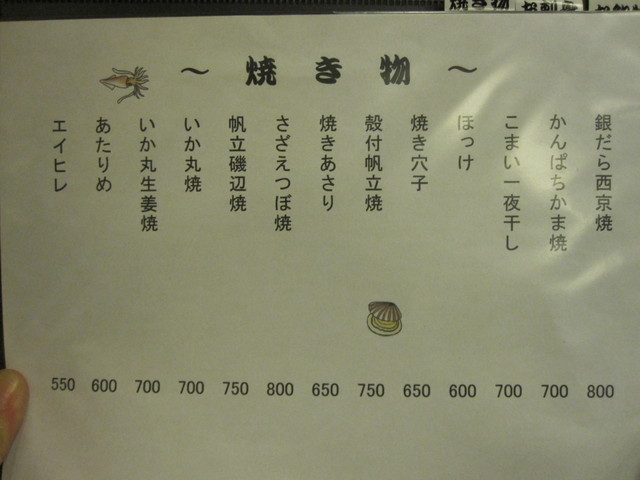 ～ 焼き物 ～
銀だら西京焼 800
かんぱちかま焼 700
こまい一夜干し 700
ほっけ 600
焼き穴子 650
殻付帆立焼 750
焼きあさり 650
さざえつぼ焼 800
帆立磯辺焼 750
いか丸焼 700
いか丸生姜焼 700
あたりめ 600
エイヒレ 550
焼き物